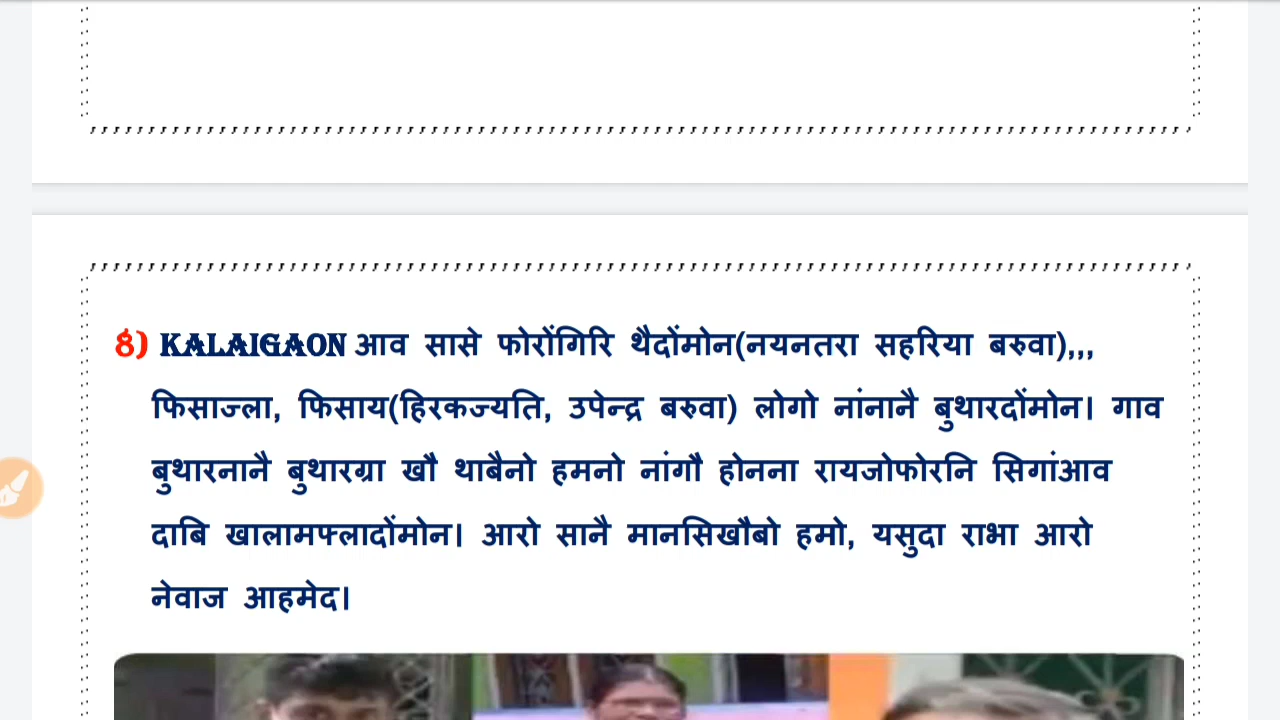 8) KALAIGAON आव सासे फोरोंगिरि थैदोंमोन(नयनतरा सहरिया बरुवा),,,
फिसाज्ला, फिसाय(हिरकज्यति, उपेन्द्र बरुवा) लोगो नांनानै बुथारदोंमोन। गाव
बुथारनानै बुथारग्रा खौ थाबैनो हमनो नांगौ होनना रायजोफोरनि सिगांआव
दाबि खालामफ्लादोंमोन। आरो सानै मानसिखौबो हमो, यसुदा राभा आरो
नेवाज आहमेद।